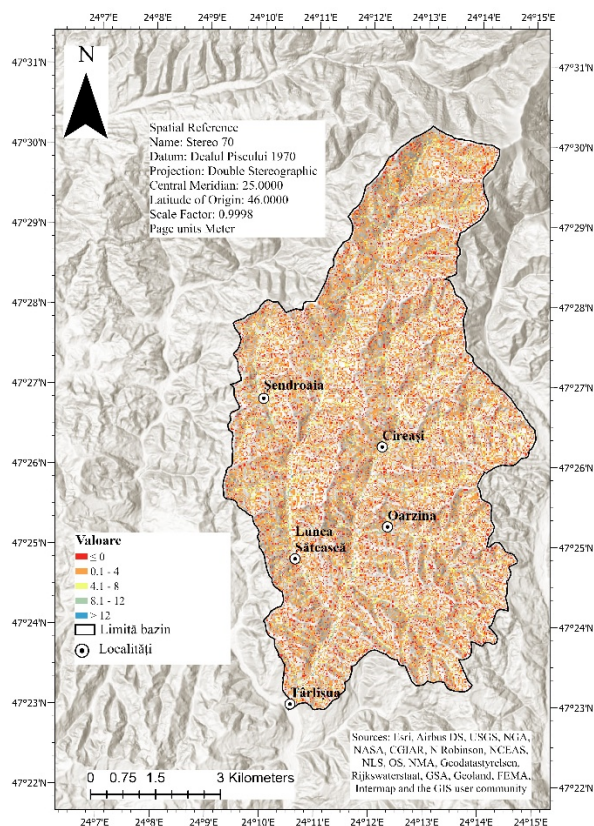 24°7'E 24°8'E 24°9'E 24°10'E 24°11'E 24°12'E 24°13'E 24°14'E 24°15'E
47°31'N
47°30'N
47°29'N
47°28'N
47°27'N
47°26'N
47°25'N
47°24'N
47°23'N
47°22'N
N
Spatial Reference
Name: Stereo 70
Datum: Dealul Piscului 1970
Projection: Double Stereographic
Central Meridian: 25.0000
Latitude of Origin: 46.0000
Scale Factor: 0.9998
Page units Meter
Șendroaia
Cireași
Oarzina
Lunca
Sătească
Târlișua
Valoare
≤ 0
0.1 - 4
4.1 - 8
8.1 - 12
> 12
Limită bazin
Localități
0 0.75 1.5 3 Kilometers
Sources: Esri, Airbus DS, USGS, NGA,
NASA, CGIAR, N Robinson, NCEAS,
NLS, OS, NMA, Geodatastyrelsen,
Rijkswaterstaat, GSA, Geoland, FEMA,
Intermap and the GIS user community
47°31'N
47°30'N
47°29'N
47°28'N
47°27'N
47°26'N
47°25'N
47°24'N
47°23'N
47°22'N
24°6'E 24°7'E 24°8'E 24°9'E 24°10'E 24°11'E 24°12'E 24°13'E 24°14'E